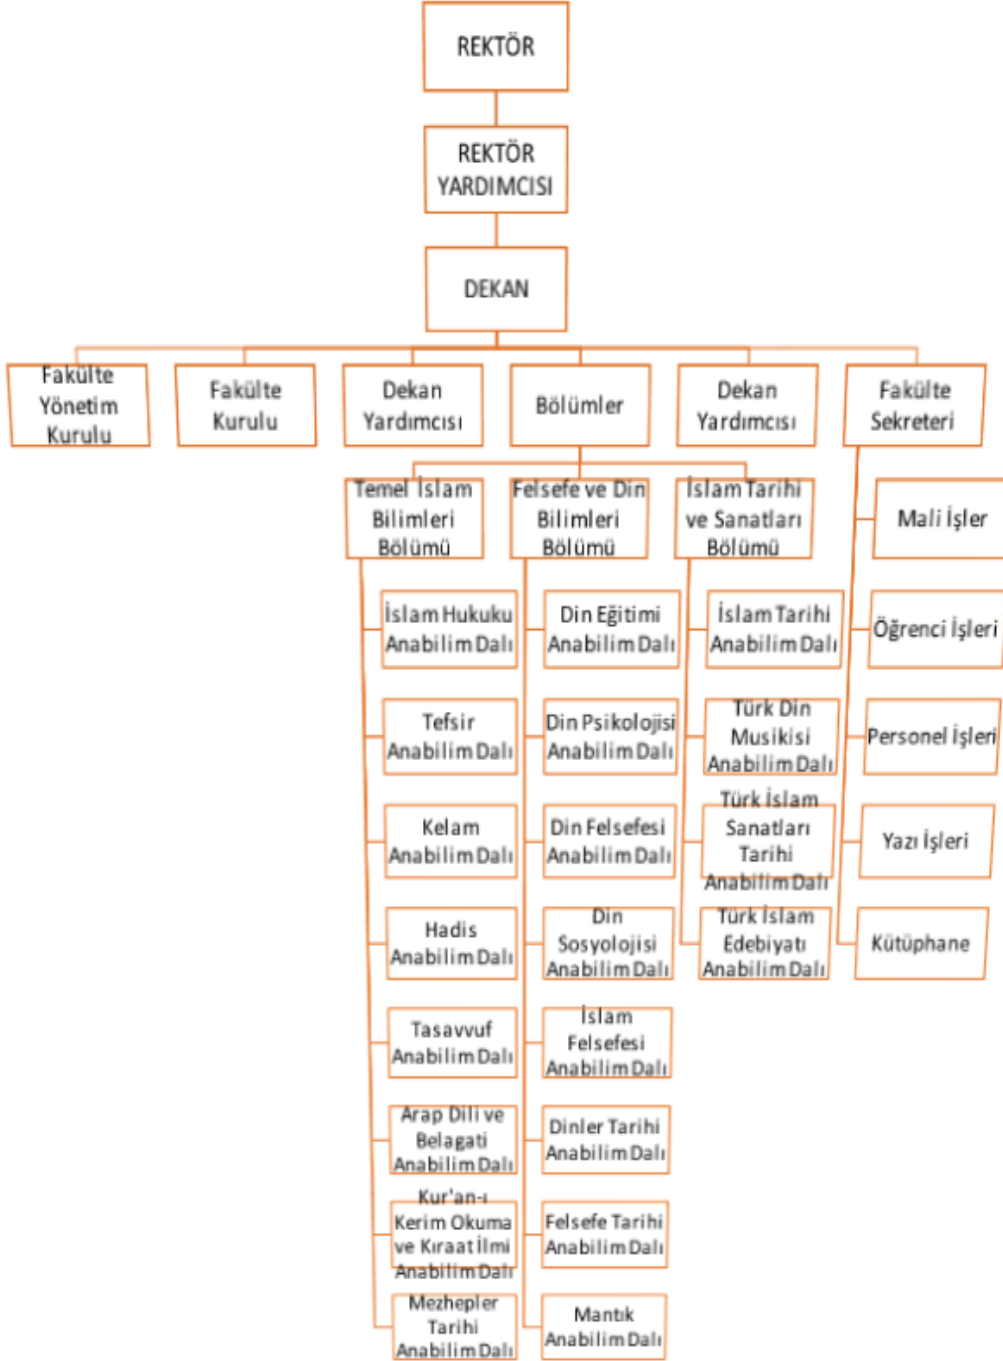 REKTÖR
REKTÖR
YARDIMCISI
DEKAN
Fakülte
Yönetim
Kurulu
Fakülte
Kurulu
Dekan
Yardımcısı
Bölümler
Dekan
Yardımcısı
Fakülte
Sekreteri
Temel İslam
Bilimleri
Bölümü
İslam Hukuku
Anabilim Dalı
Tefsir
Anabilim Dalı
Kelam
Anabilim Dalı
Hadis
Anabilim Dalı
Tasavvuf
Anabilim Dalı
Arap Dili ve
Belagati
Anabilim Dalı
Kur'an-ı
Kerim Okuma
ve Kıraat İlmi
Anabilim Dalı
Mezhepler
Tarihi
Anabilim Dalı
Felsefe ve Din
Bilimleri
Bölümü
Din Eğitimi
Anabilim Dalı
Din Psikolojisi
Anabilim Dalı
Din Felsefesi
Anabilim Dalı
Din
Sosyolojisi
Anabilim Dalı
İslam
Felsefesi
Anabilim Dalı
Dinler Tarihi
Anabilim Dalı
Felsefe Tarihi
Anabilim Dalı
Mantık
Anabilim Dalı
İslam Tarihi
ve Sanatları
Bölümü
İslam Tarihi
Anabilim Dalı
Türk Din
Musikisi
Anabilim Dalı
Türk İslam
Sanatları
Tarihi
Anabilim Dalı
Türk İslam
Edebiyatı
Anabilim Dalı
Mali İşler
Öğrenci İşleri
Personel İşleri
Yazı İşleri
Kütüphane